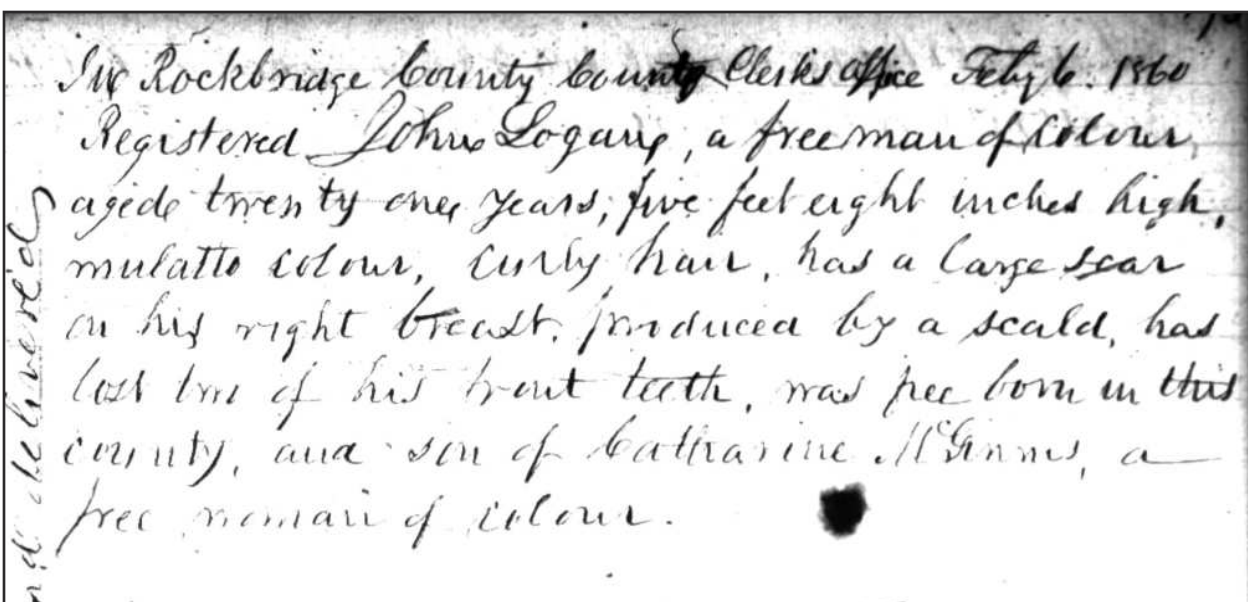 In Rockbridge County County Clerks office Feby 6. 1860
Registered John Logan, a free man of colour,
aged twenty one years, five feet eight inches high,
mulatto colour, curly hair, has a large scar
on his right breast, produced by a scald, has
lost two of his front teeth, was free born in this
county, and son of Catharine McGinnis, a
free woman of colour.
delivered